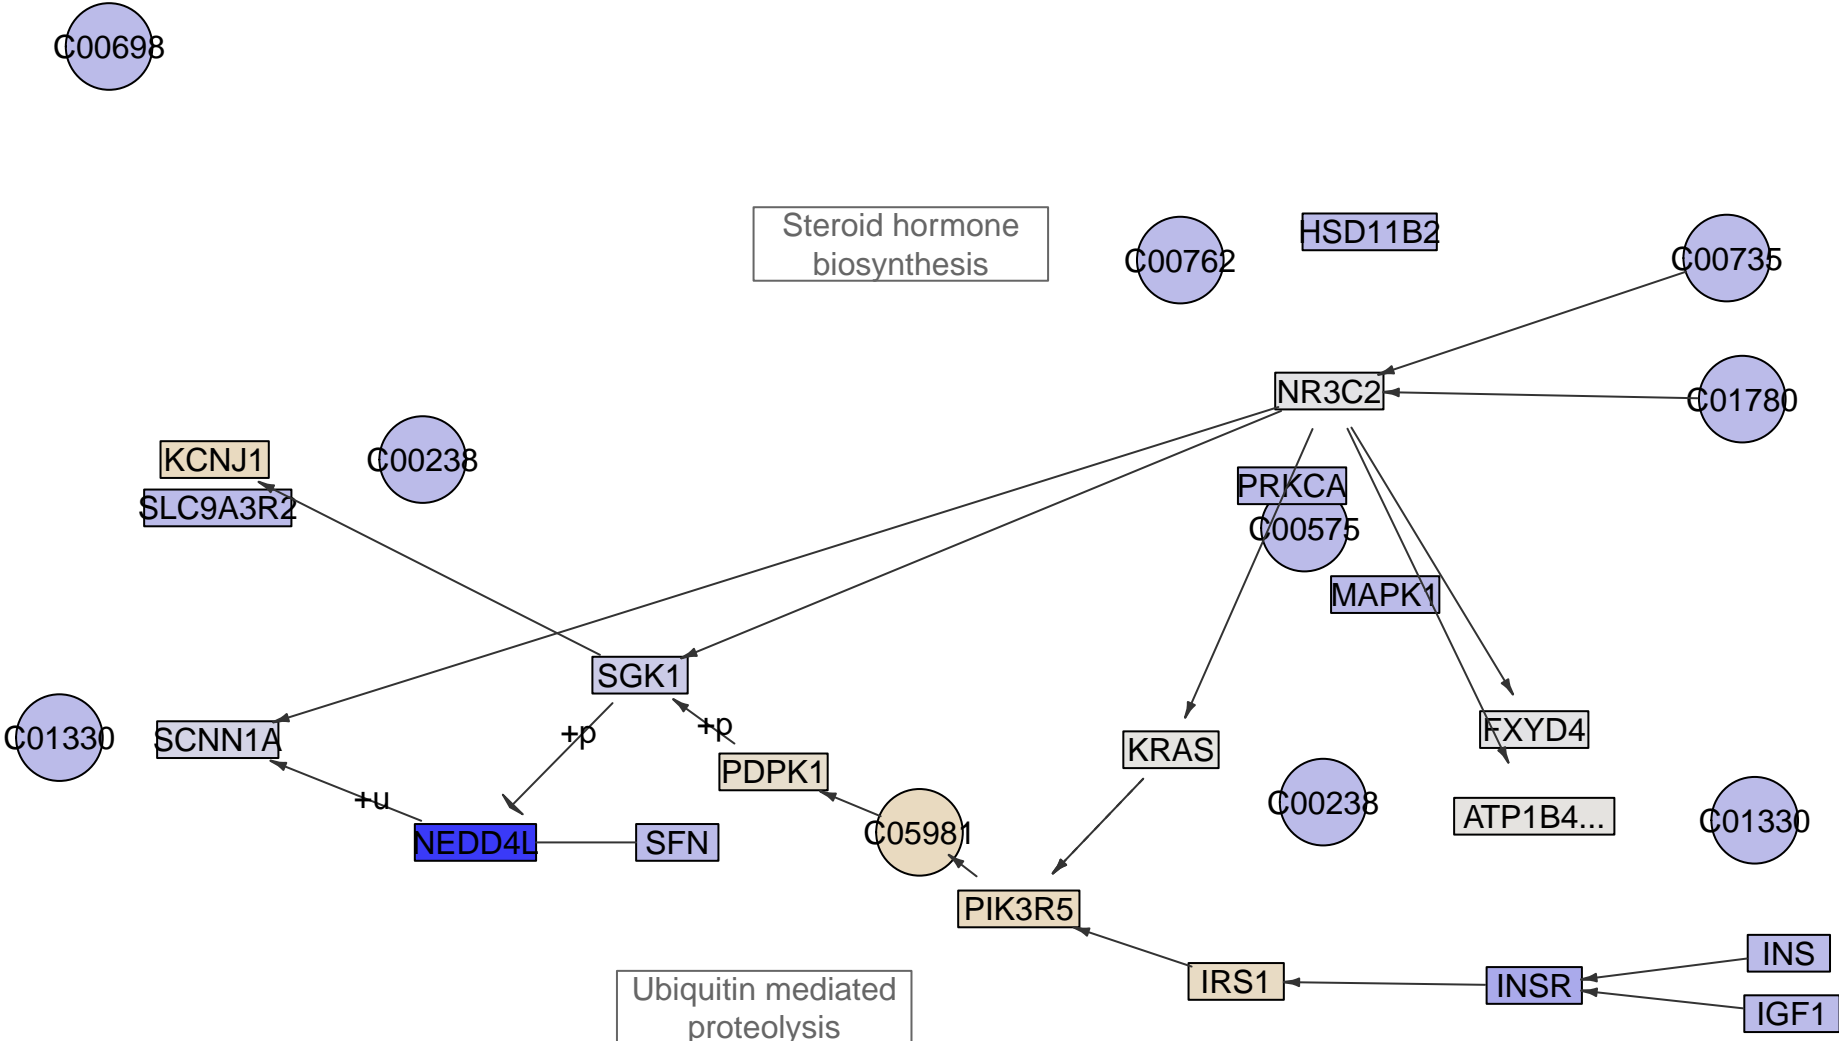 C00698
Steroid hormone
biosynthesis
C00762
HSD11B2
C00735
NR3C2
C01780
KCNJ1
C00238
SLC9A3R2
PRKCA
C00575
MAPK1
SGK1
C01330
SCNN1A
+p
+p
PDPK1
KRAS
FXYD4
+u
C00238
ATP1B4...
C01330
NEDD4L
SFN
C05981
PIK3R5
INS
IRS1
INSR
IGF1
Ubiquitin mediated
proteolysis